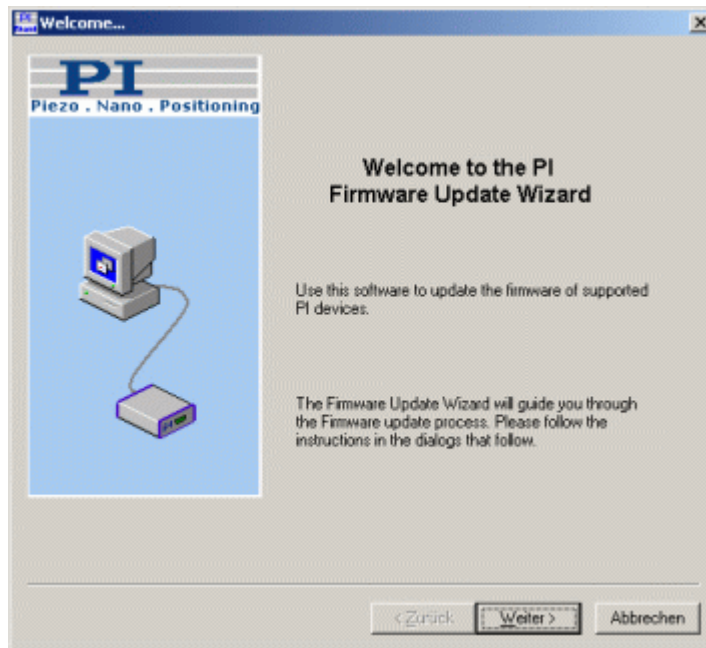 Welcome...
PI
Piezo . Nano . Positioning
Welcome to the PI
Firmware Update Wizard
Use this software to update the firmware of supported
PI devices.
The Firmware Update Wizard will guide you through
the Firmware update process. Please follow the
instructions in the dialogs that follow.
< Zurück
Weiter >
Abbrechen